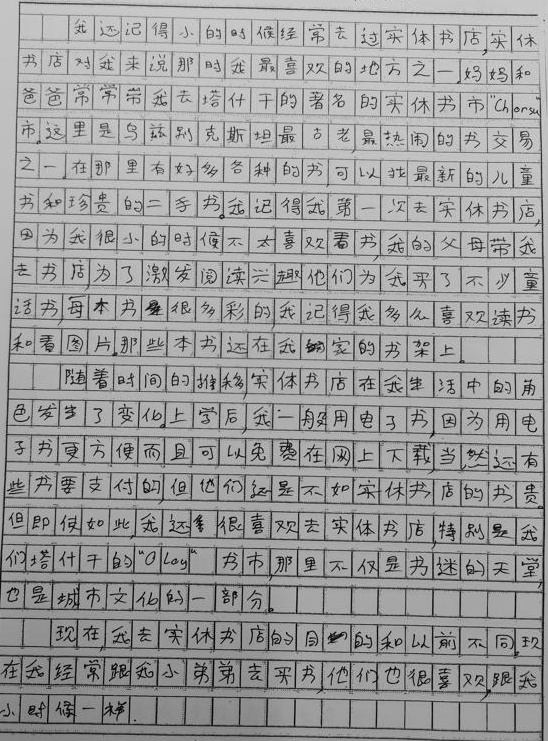 我还记得小的时候经常去过实体书店,实体
书店对我来说那时我最喜欢的地方之一.妈妈和
爸爸常常带我去塔什干的著名的实体书市"Chorsu"
市.这里是乌兹别克斯坦最古老,最热闹的书交易
之一.在那里有好多各种的书,可以找最新的儿童
书和珍贵的二手书.我记得我第一次去实体书店,
因为我很小的时候不太喜欢看书,我的父母带我
去书店,为了激发阅读兴趣他们为我买了不少童
话书,每本书是很多彩的,我记得我多么喜欢读书
和看图片.那些本书还在我家的书架上.
随着时间的推移,实体书店在我生活中的角
色发生了变化.上学后,我一般用电子书,因为用电
子书更方便而且可以免费在网上下载当然还有
些书要支付的,但他们还是不如实体书店的书贵.
但即使如此,我还是很喜欢去实体书店,特别是我
们塔什干的"Olay"书市,那里不仅是书迷的天堂,
也是城市文化的一部分。
现在,我去实体书店的目的和以前不同.现
在我经常跟我小弟弟去买书,他们也很喜欢,跟我
小时候一样.